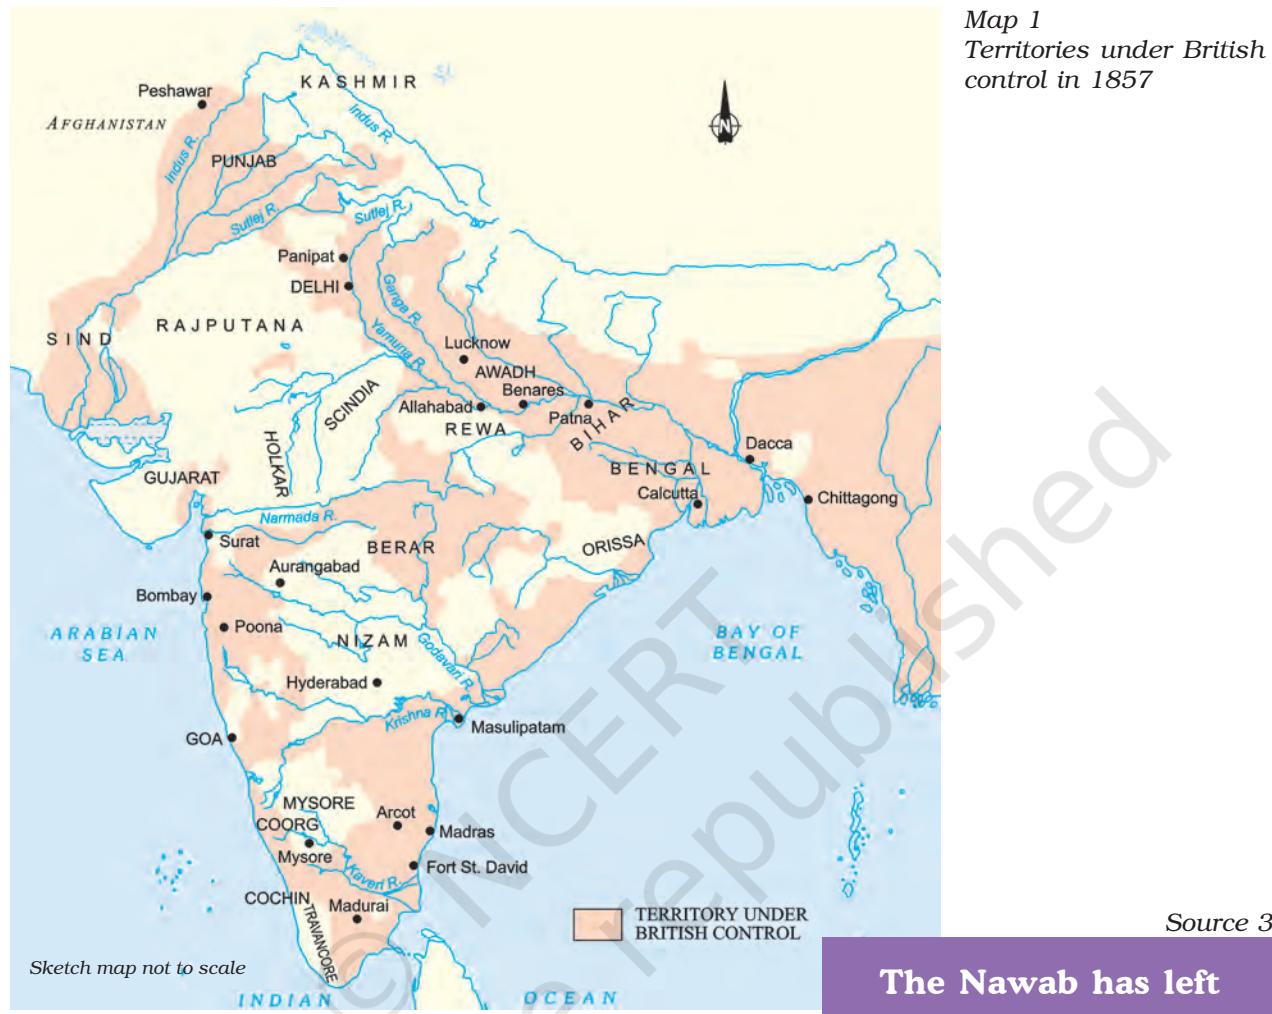 Map 1
Territories under British
control in 1857
KASHMIR
Peshawar
AFGHANISTAN
Indus R.
Indus R.
PUNJAB
Sutlej R.
Sutlej R.
Panipat
DELHI
Ganga R.
RAJPUTANA
SIND
Yamuna R.
Lucknow
AWADH
Benares
SCINDIA
Allahabad
Patna
BIHAR
REWA
HOLKAR
Dacca
BENGAL
GUJARAT
Calcutta
Chittagong
Narmada R.
Surat
BERAR
ORISSA
Aurangabad
Bombay
Poona
ARABIAN
SEA
BAY OF
BENGAL
NIZAM
Godavari R.
Hyderabad
Krishna R.
Masulipatam
GOA
MYSORE
Arcot
COORG
Madras
Mysore
Fort St. David
Kaveri R.
COCHIN
Madurai
TRAVANCORE
TERRITORY UNDER
BRITISH CONTROL
Sketch map not to scale
INDIAN
OCEAN
N
© NCERT
republished
Source 3
The Nawab has left